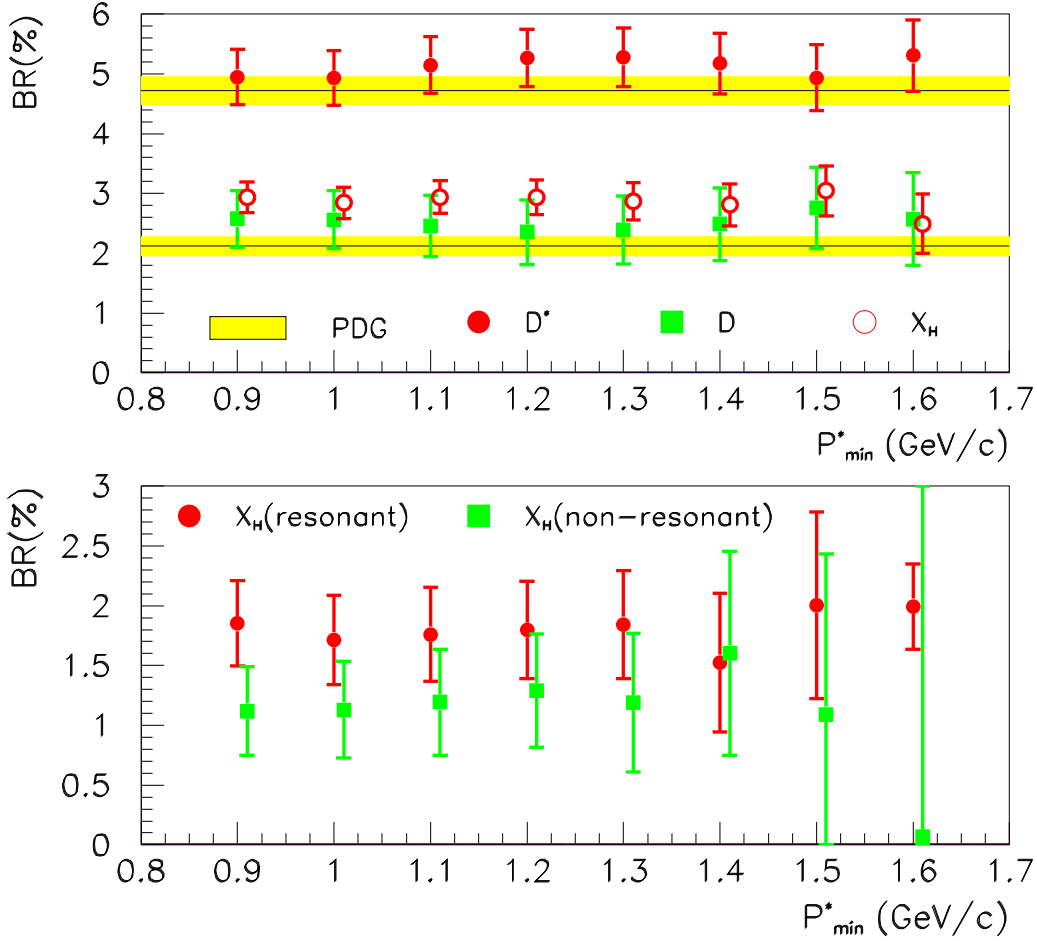 BR(%)
6
5
4
3
2
1
0
PDG D* D X_H
0.8 0.9 1 1.1 1.2 1.3 1.4 1.5 1.6 1.7
P*_min (GeV/c)
BR(%)
3
2.5
2
1.5
1
0.5
0
X_H(resonant) X_H(non-resonant)
0.8 0.9 1 1.1 1.2 1.3 1.4 1.5 1.6 1.7
P*_min (GeV/c)